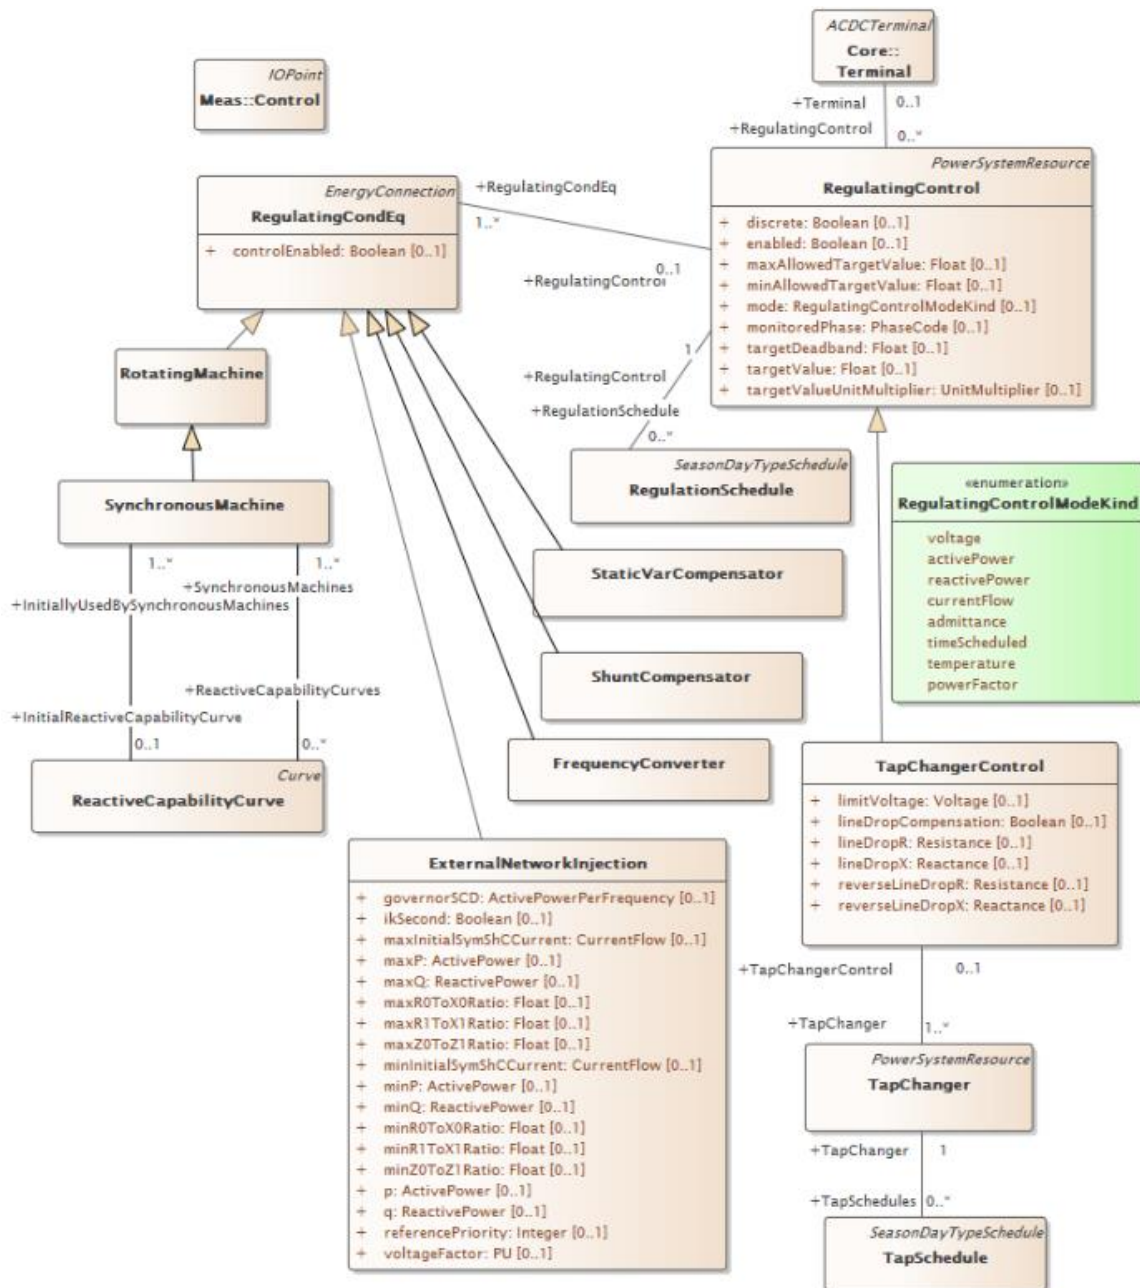 ACDCTerminal
Core::
Terminal
IOPoint
Meas::Control
+Terminal 0..1
+RegulatingControl 0..*
EnergyConnection
RegulatingCondEq
+ controlEnabled: Boolean [0..1]
+RegulatingCondEq
1..*
0..1
+RegulatingControl
PowerSystemResource
RegulatingControl
+ discrete: Boolean [0..1]
+ enabled: Boolean [0..1]
+ maxAllowedTargetValue: Float [0..1]
+ minAllowedTargetValue: Float [0..1]
+ mode: RegulatingControlModeKind [0..1]
+ monitoredPhase: PhaseCode [0..1]
+ targetDeadband: Float [0..1]
+ targetValue: Float [0..1]
+ targetValueUnitMultiplier: UnitMultiplier [0..1]
1
+RegulatingControl
+RegulationSchedule
0..*
RotatingMachine
SeasonDayTypeSchedule
RegulationSchedule
«enumeration»
RegulatingControlModeKind
voltage
activePower
reactivePower
currentFlow
admittance
timeScheduled
temperature
powerFactor
SynchronousMachine
1..* 1..*
+SynchronousMachines
+InitiallyUsedBySynchronousMachines
+ReactiveCapabilityCurves
+InitialReactiveCapabilityCurve
0..1 0..*
Curve
ReactiveCapabilityCurve
StaticVarCompensator
ShuntCompensator
FrequencyConverter
TapChangerControl
+ limitVoltage: Voltage [0..1]
+ lineDropCompensation: Boolean [0..1]
+ lineDropR: Resistance [0..1]
+ lineDropX: Reactance [0..1]
+ reverseLineDropR: Resistance [0..1]
+ reverseLineDropX: Reactance [0..1]
ExternalNetworkInjection
+ governorSCD: ActivePowerPerFrequency [0..1]
+ ikSecond: Boolean [0..1]
+ maxInitialSymShCCurrent: CurrentFlow [0..1]
+ maxP: ActivePower [0..1]
+ maxQ: ReactivePower [0..1]
+ maxR0ToX0Ratio: Float [0..1]
+ maxR1ToX1Ratio: Float [0..1]
+ maxZ0ToZ1Ratio: Float [0..1]
+ minInitialSymShCCurrent: CurrentFlow [0..1]
+ minP: ActivePower [0..1]
+ minQ: ReactivePower [0..1]
+ minR0ToX0Ratio: Float [0..1]
+ minR1ToX1Ratio: Float [0..1]
+ minZ0ToZ1Ratio: Float [0..1]
+ p: ActivePower [0..1]
+ q: ReactivePower [0..1]
+ referencePriority: Integer [0..1]
+ voltageFactor: PU [0..1]
+TapChangerControl 0..1
+TapChanger 1..*
PowerSystemResource
TapChanger
+TapChanger 1
+TapSchedules 0..*
SeasonDayTypeSchedule
TapSchedule